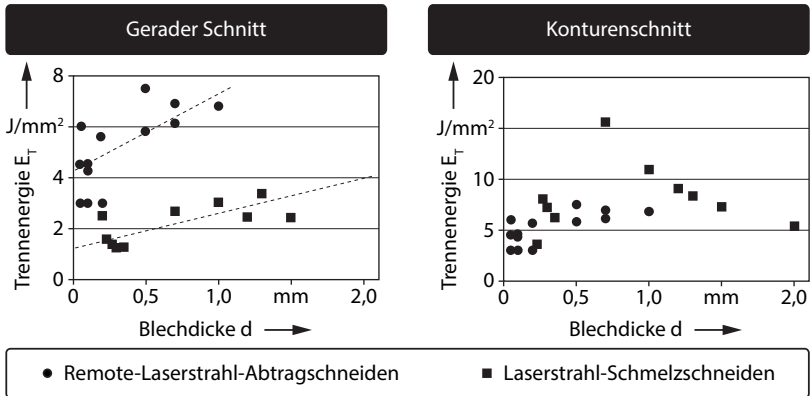 Gerader Schnitt
8
J/mm²
4
2
0
Trennenergie E_T
0
0,5
1,0
mm
2,0
Blechdicke d
Konturenschnitt
20
J/mm²
10
5
0
Trennenergie E_T
0
0,5
1,0
mm
2,0
Blechdicke d
Remote-Laserstrahl-Abtragschneiden
Laserstrahl-Schmelzschneiden